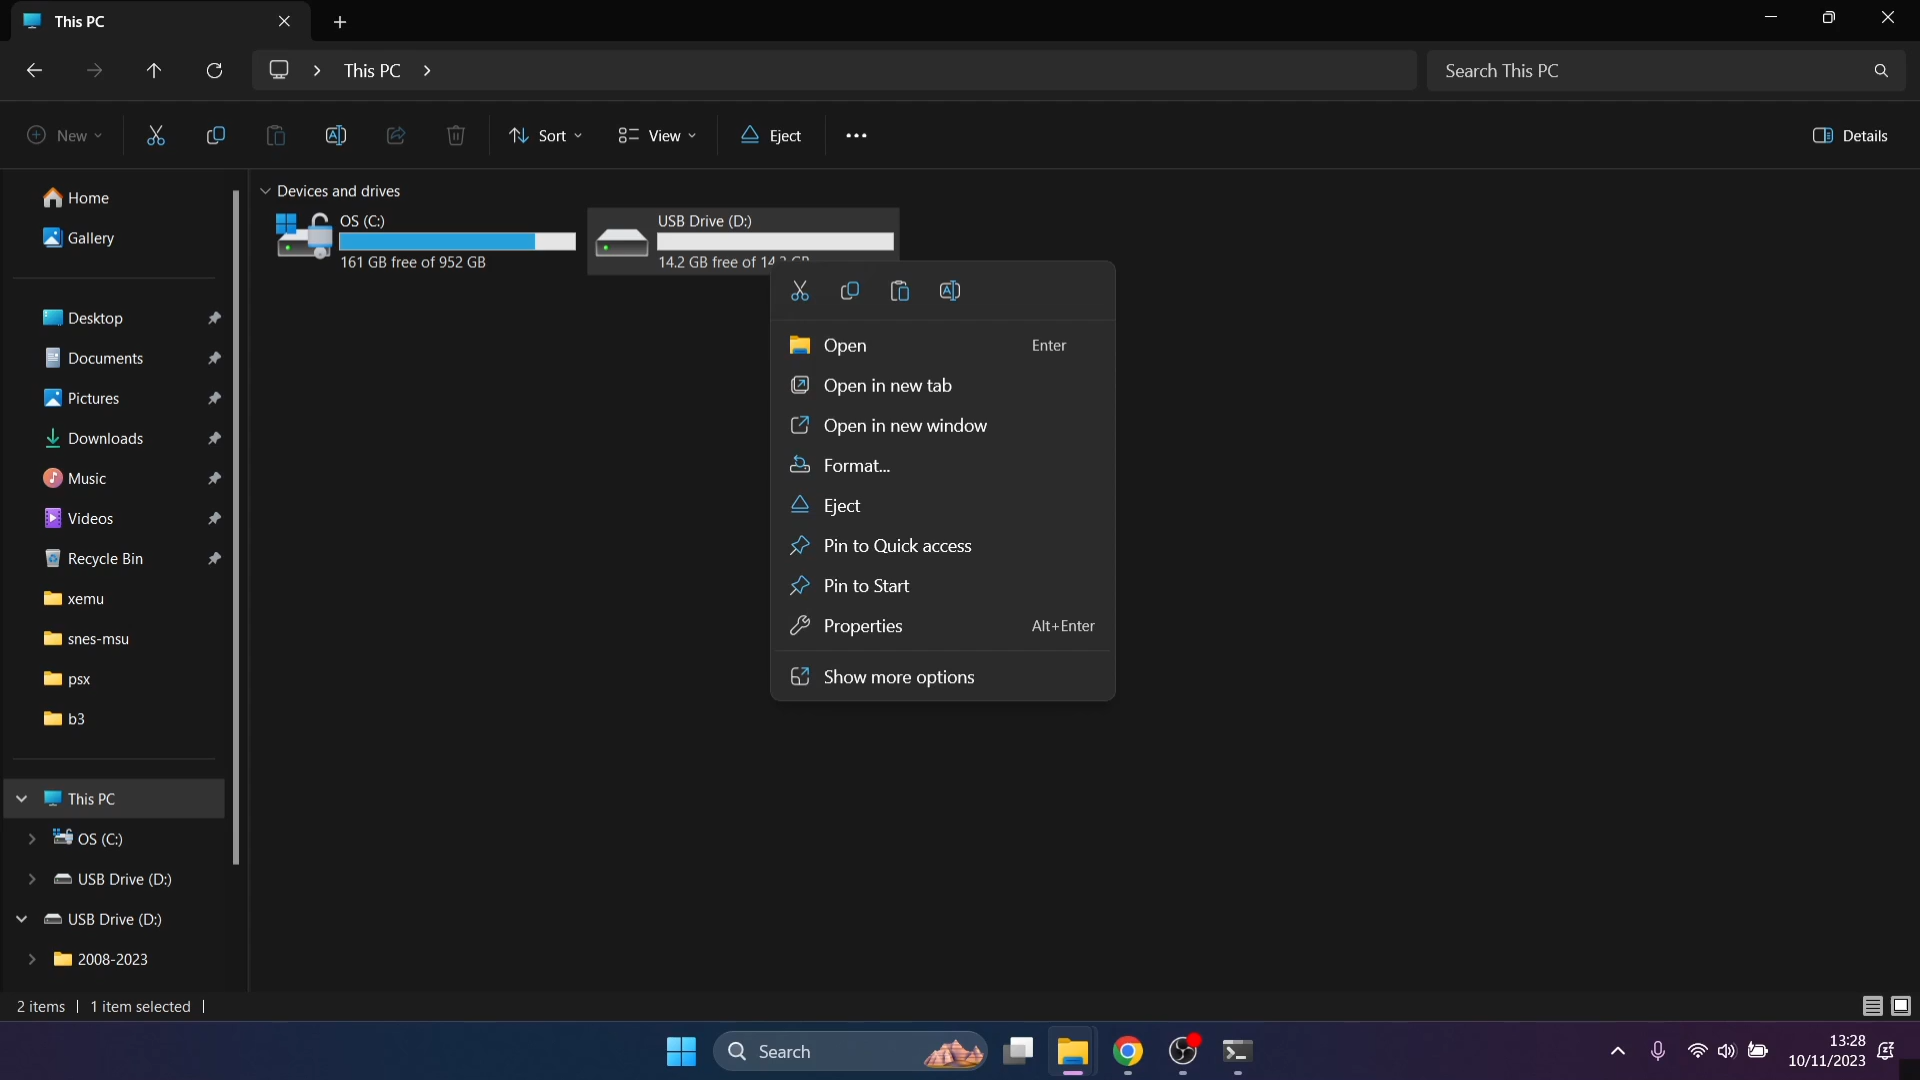 This PC
This PC
Search This PC
New
Sort
View
Eject
Details
Home
Gallery
Desktop
Documents
Pictures
Downloads
Music
Videos
Recycle Bin
xemu
snes-msu
psx
b3
This PC
OS (C:)
USB Drive (D:)
USB Drive (D:)
2008-2023
Devices and drives
OS (C:)
161 GB free of 952 GB
USB Drive (D:)
14.2 GB free of 14.2 GB
Open Enter
Open in new tab
Open in new window
Format...
Eject
Pin to Quick access
Pin to Start
Properties Alt+Enter
Show more options
2 items 1 item selected
Search
13:28
10/11/2023